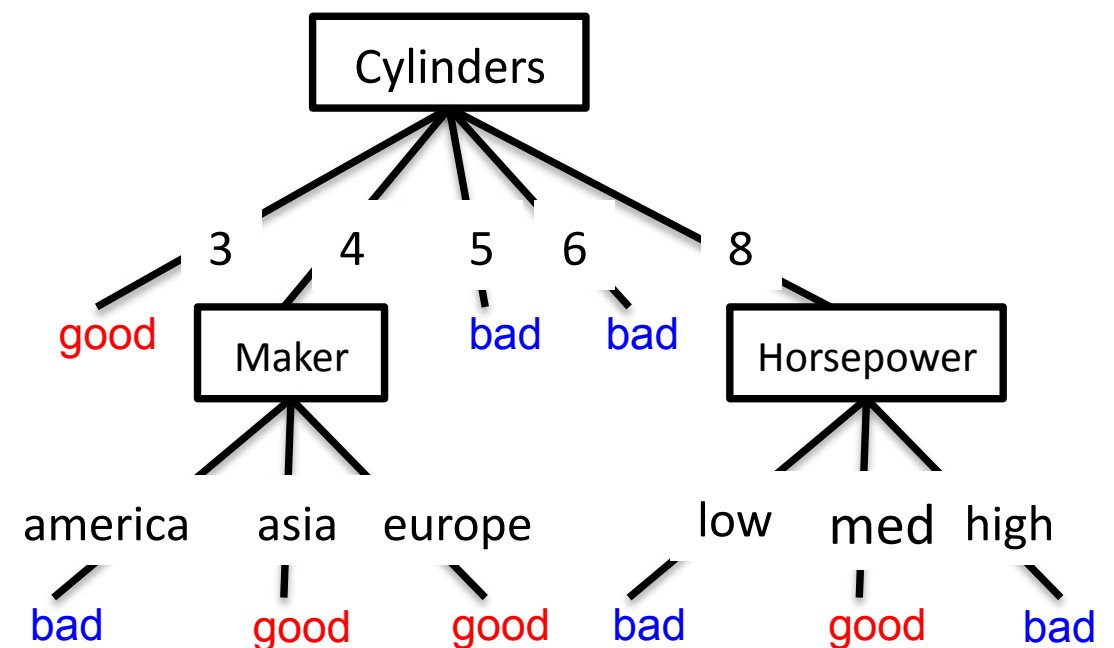 Cylinders
3 4 5 6 8
good Maker bad bad Horsepower
america asia europe low med high
bad good good bad good bad